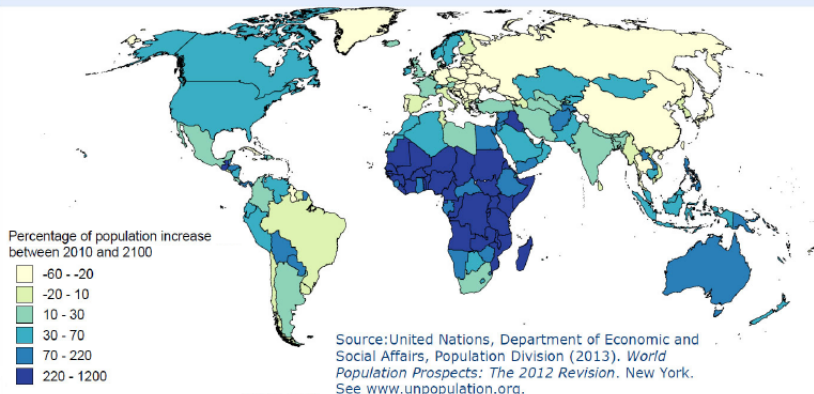 Percentage of population increase
between 2010 and 2100
-60 - -20
-20 - 10
10 - 30
30 - 70
70 - 220
220 - 1200
Source:United Nations, Department of Economic and
Social Affairs, Population Division (2013). World
Population Prospects: The 2012 Revision. New York.
See www.unpopulation.org.